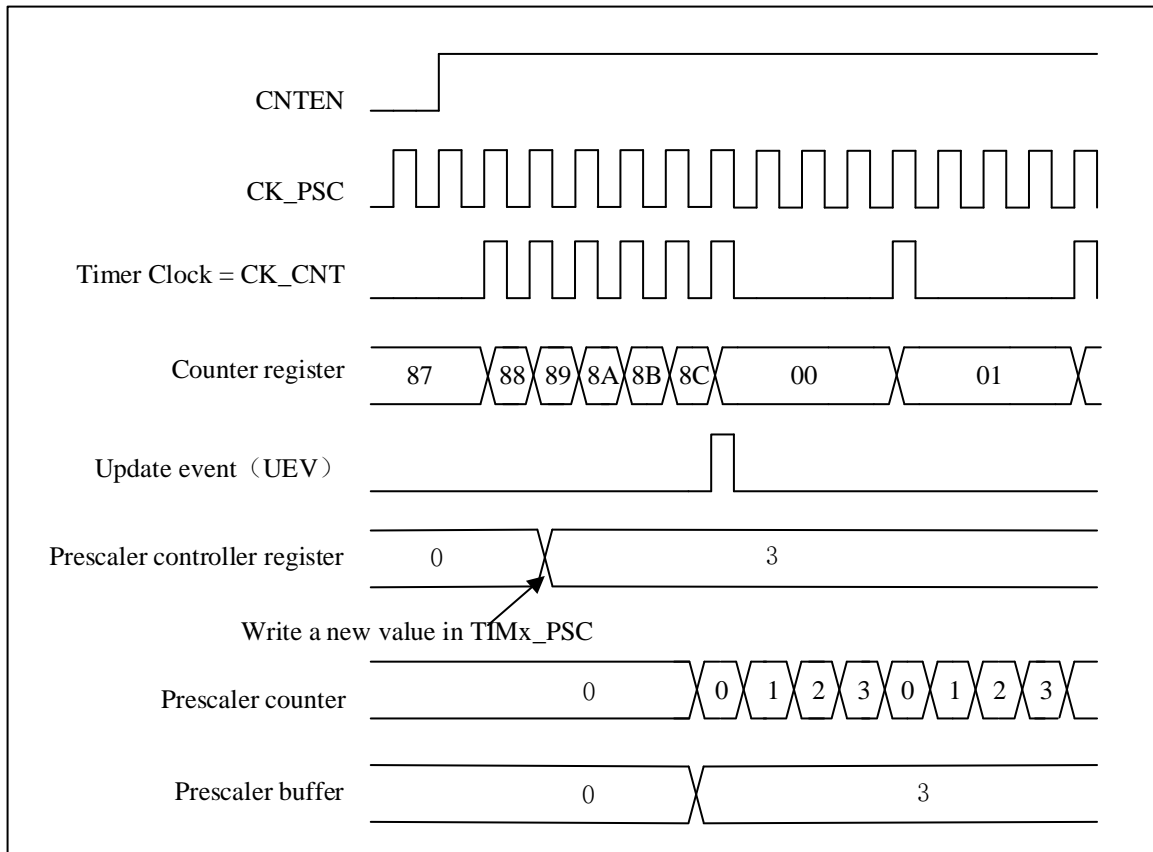 CNTEN
CK_PSC
Timer Clock = CK_CNT
Counter register 87 88 89 8A 8B 8C 00 01
Update event（UEV）
Prescaler controller register 0 3
Write a new value in TIMx_PSC
Prescaler counter 0 0 1 2 3 0 1 2 3
Prescaler buffer 0 3